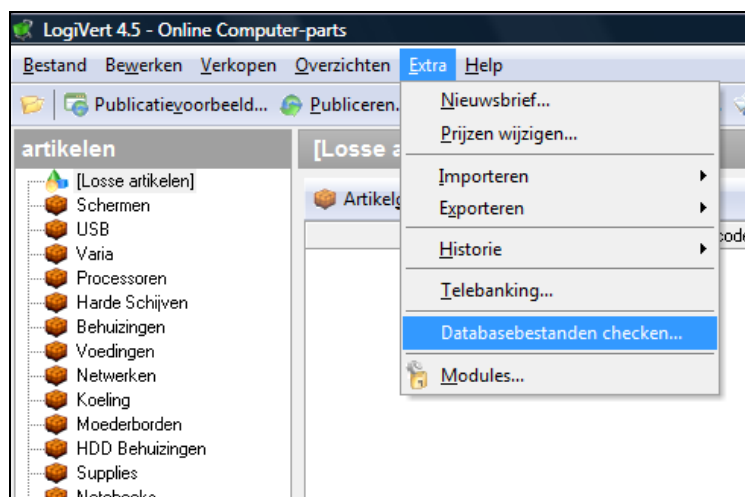 LogiVert 4.5 - Online Computer-parts
Bestand Bewerken Verkopen Overzichten Extra Help
Publicatievoorbeeld... Publiceren.
artikelen
[Losse a
[Losse artikelen]
Schermen
USB
Varia
Processoren
Harde Schijven
Behuizingen
Voedingen
Netwerken
Koeling
Moederborden
HDD Behuizingen
Supplies
Notebooks
Artikelg
code
Nieuwsbrief...
Prijzen wijzigen...
Importeren
Exporteren
Historie
Telebanking...
Databasebestanden checken...
Modules...